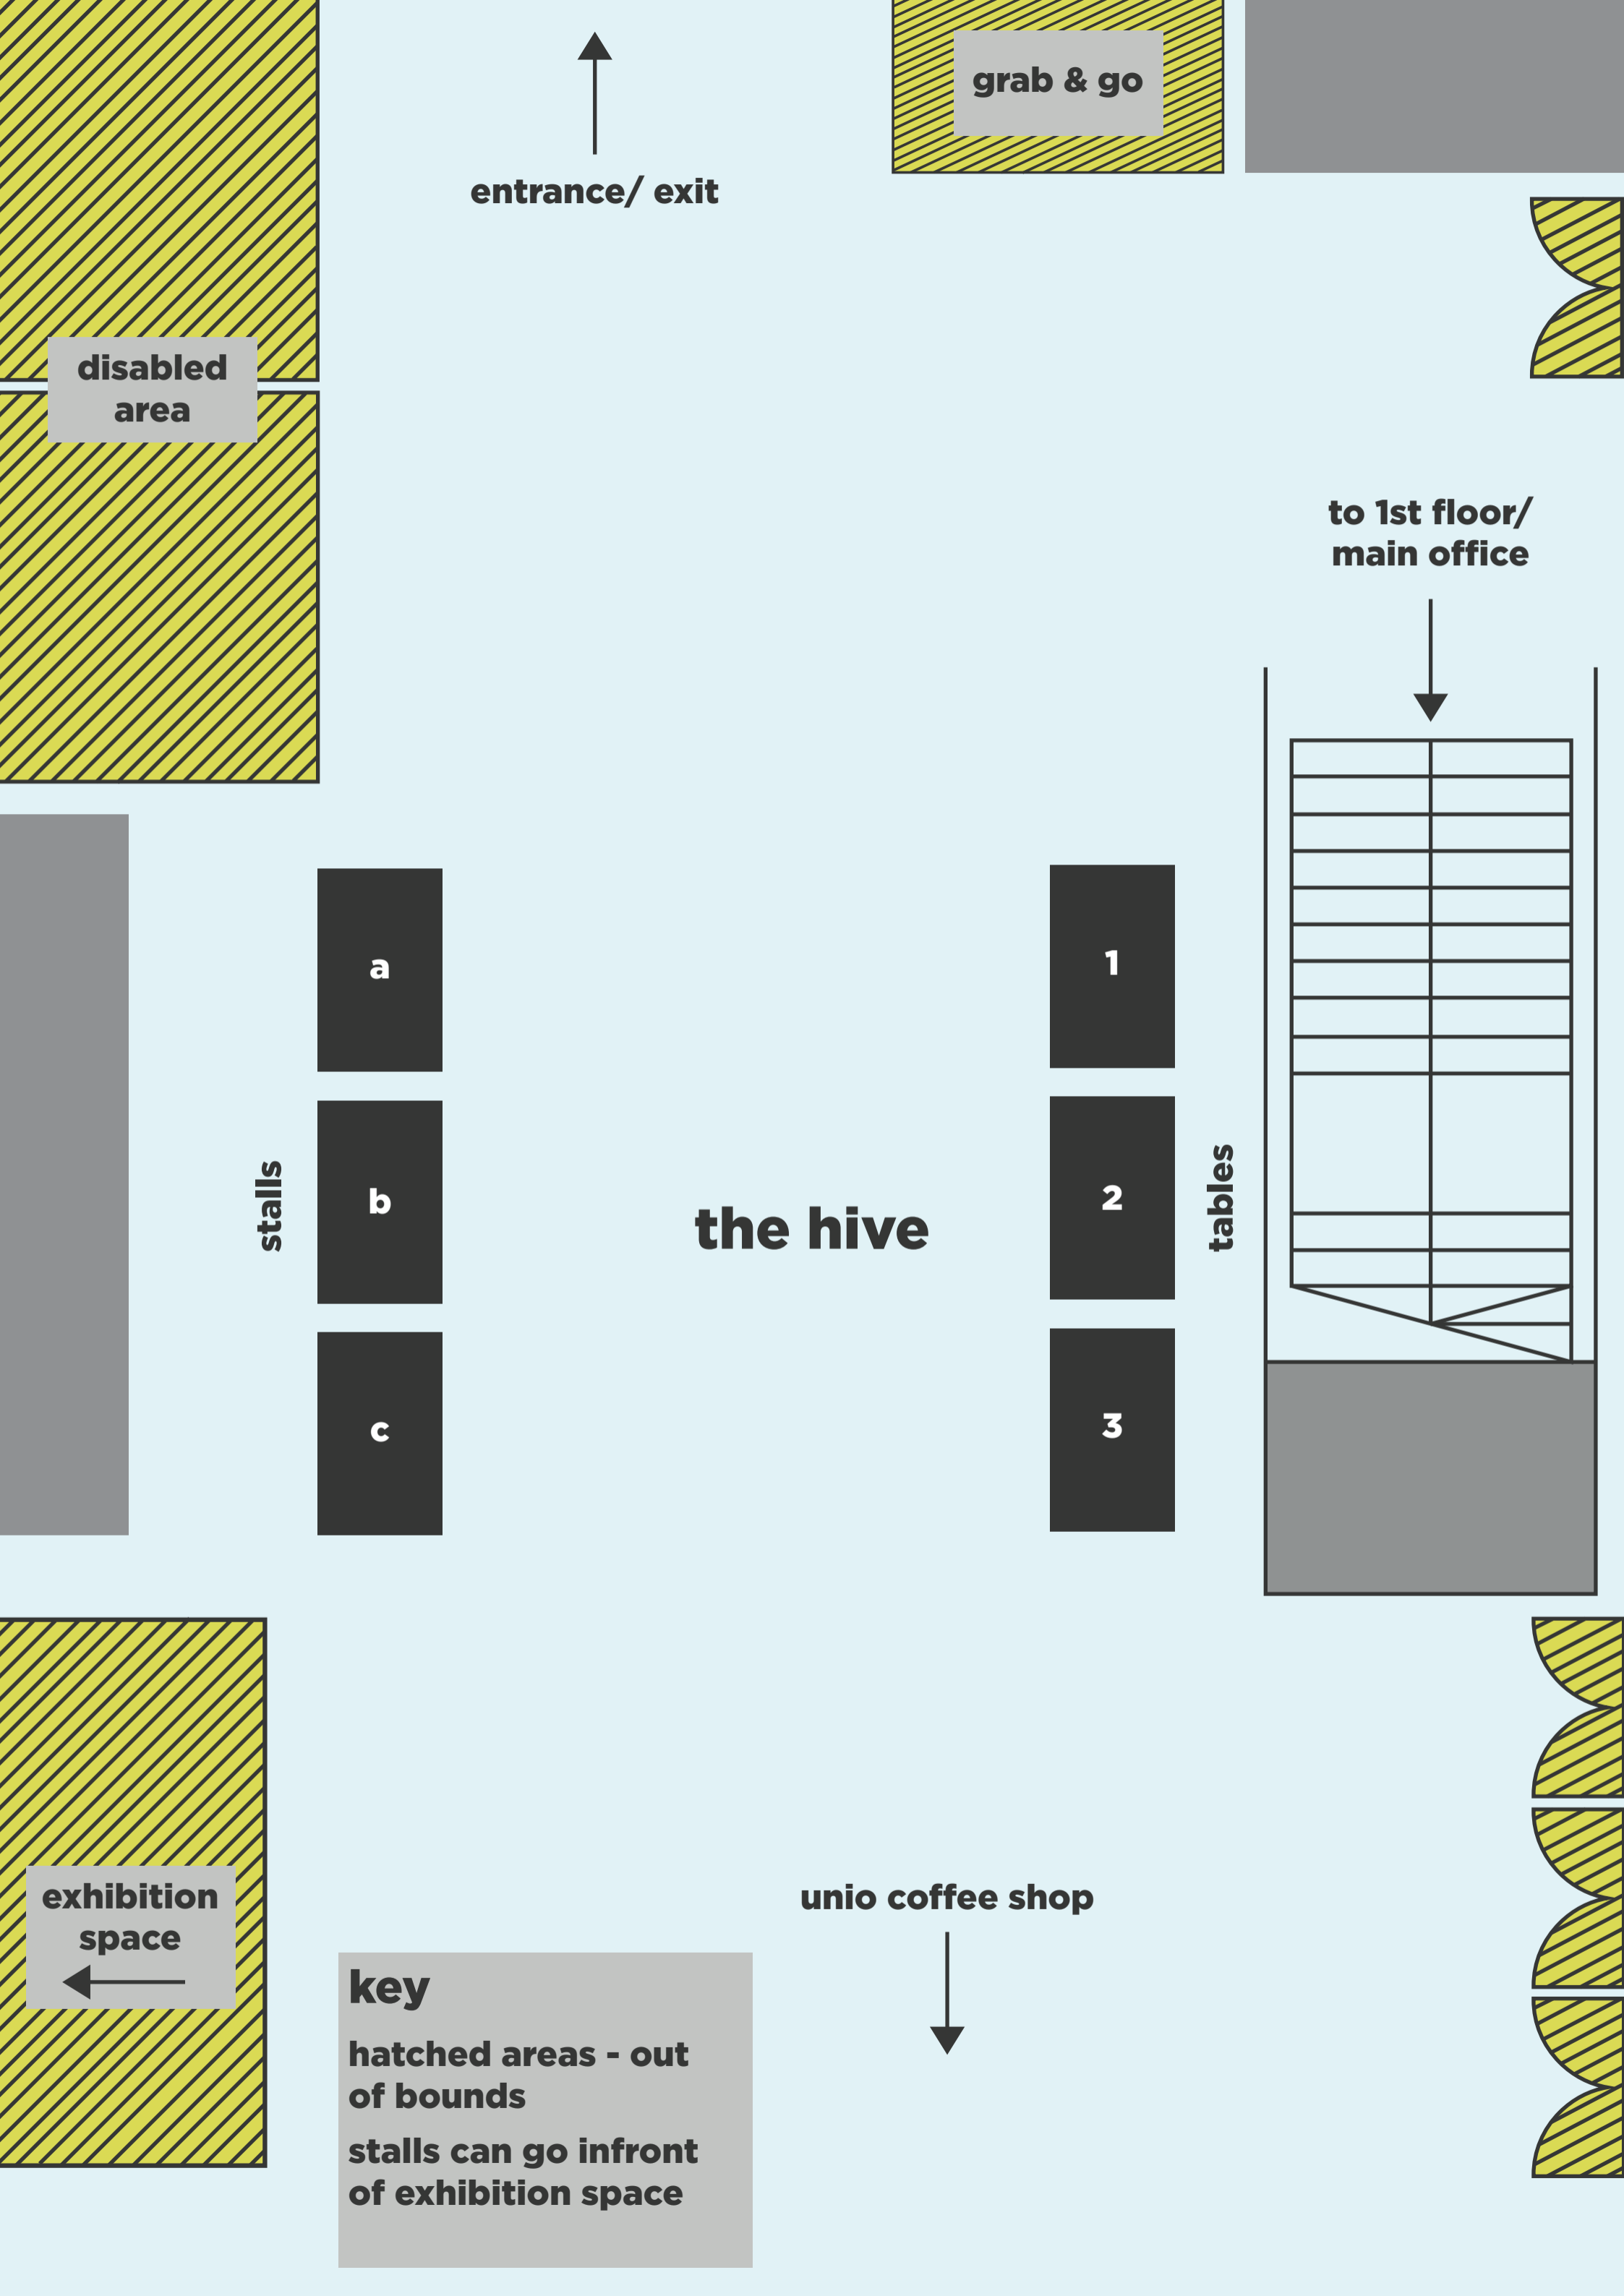 grab & go
entrance/ exit
disabled
area
to 1st floor/
main office
a
1
b
2
stalls
tables
the hive
c
3
exhibition
space
unio coffee shop
key
hatched areas - out
of bounds
stalls can go infront
of exhibition space